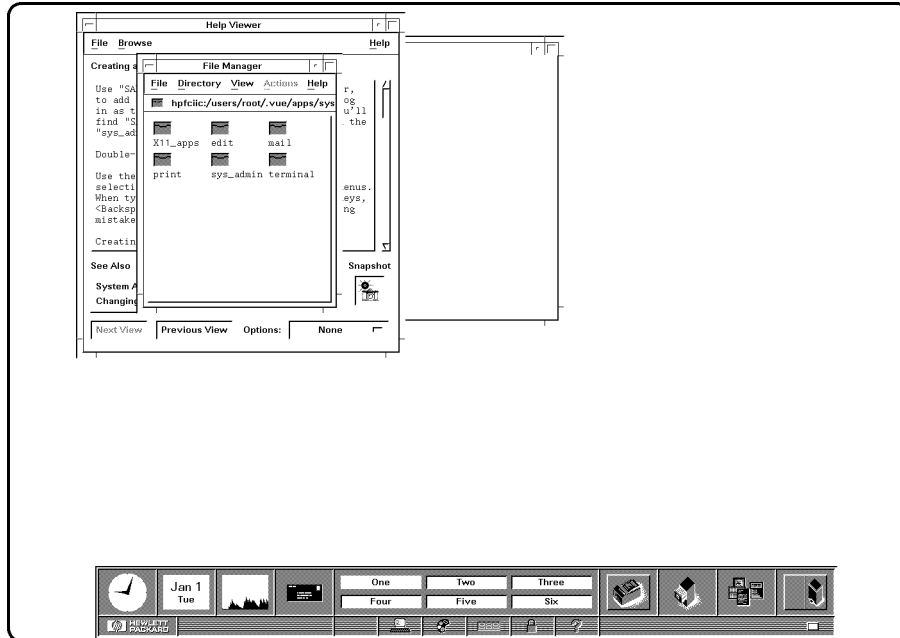 Help Viewer
File Browse Help
Creating a
Use "SA
to add
in as t
find "S
"sys_ad
Double-
Use the
selecti
When ty
<Backsp
mistake
Creatin
r,
og
u'll
the
enus.
eys,
ng
See Also
System A
Changing
Snapshot
Next View Previous View Options: None
File Manager
File Directory View Actions Help
hpfciic:/users/root/.vue/apps/sys
X11_apps edit mail
print sys_admin terminal
Jan 1
Tue
One Two Three
Four Five Six
hp HEWLETT
PACKARD